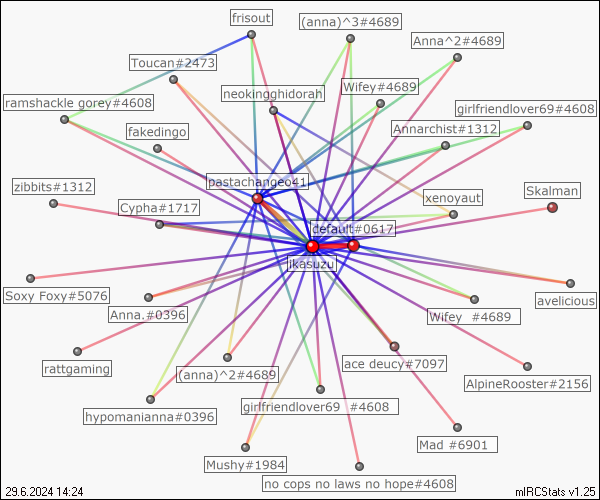 frisout
(anna)^3#4689
Anna^2#4689
Toucan#2473
neokingghidorah
Wifey#4689
ramshackle gorey#4608
girlfriendlover69#4608
fakedingo
Annarchist#1312
pastachangeo41
zibbits#1312
xenoyaut
Skalman
Cypha#1717
default#0617
ikasuzu
Soxy Foxy#5076
Anna.#0396
avelicious
Wifey  #4689
rattgaming
ace deucy#7097
(anna)^2#4689
AlpineRooster#2156
hypomanianna#0396
girlfriendlover69  #4608
Mad #6901
Mushy#1984
no cops no laws no hope#4608
29.6.2024 14:24
mIRCStats v1.25